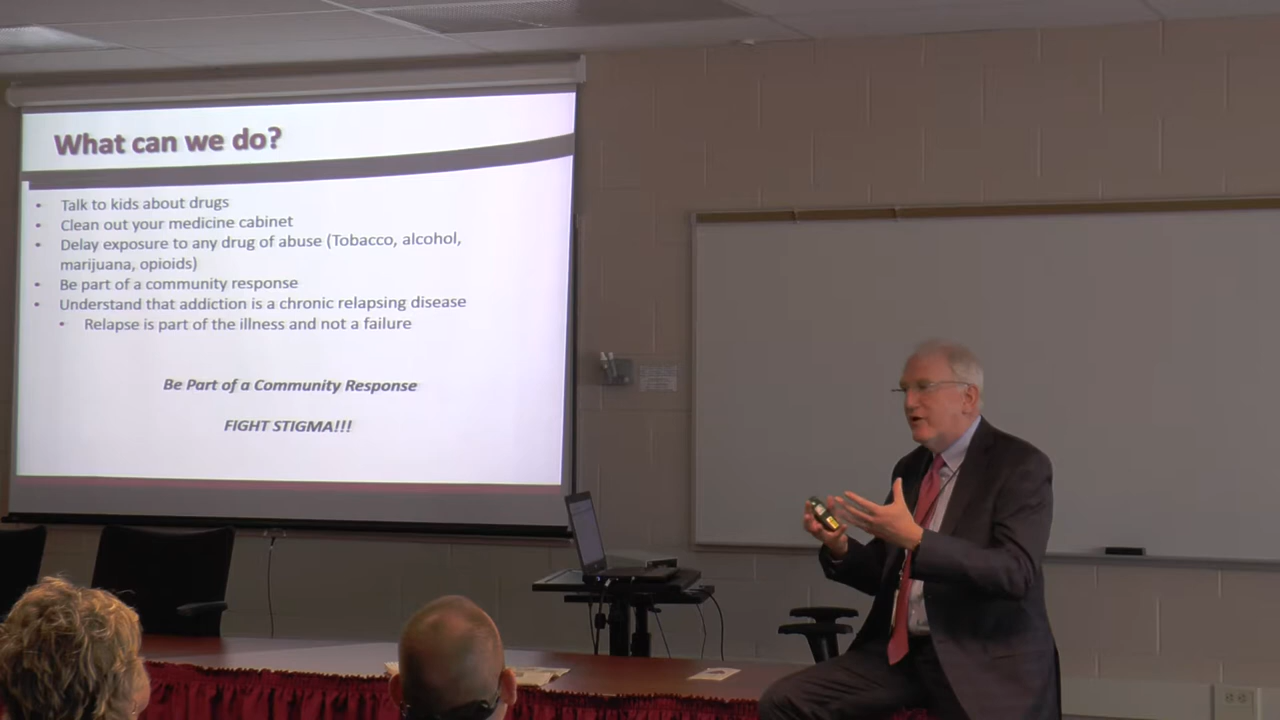 What can we do?
• Talk to kids about drugs
• Clean out your medicine cabinet
• Delay exposure to any drug of abuse (Tobacco, alcohol,
marijuana, opioids)
• Be part of a community response
• Understand that addiction is a chronic relapsing disease
• Relapse is part of the illness and not a failure
Be Part of a Community Response
FIGHT STIGMA!!!